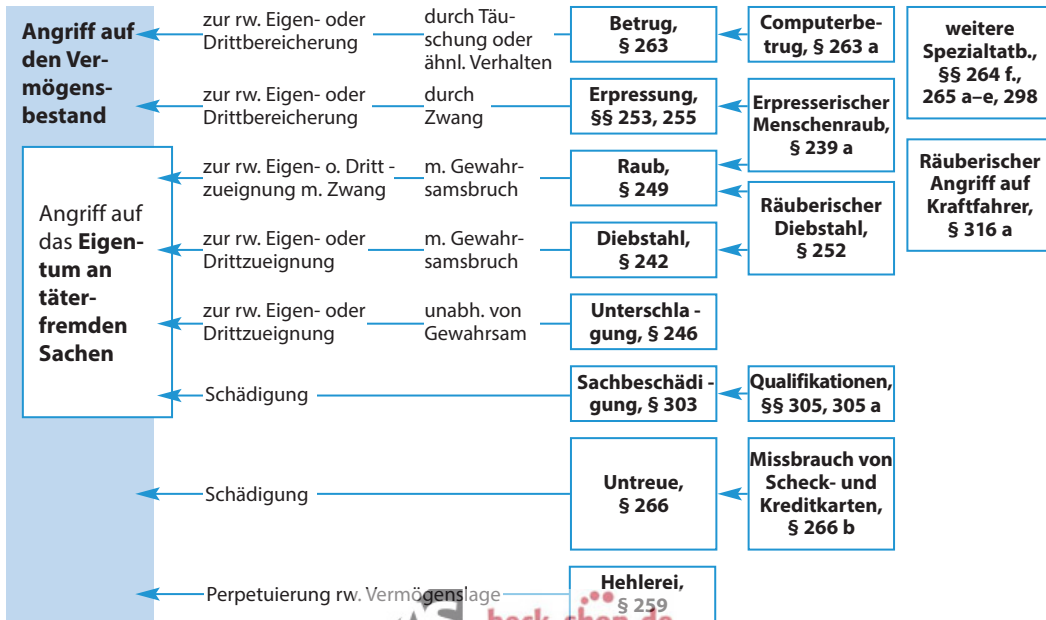 Angriff auf
den Ver-
mögens-
bestand
zur rw. Eigen- oder
Drittbereicherung
durch Täu-
schung oder
ähnl. Verhalten
Betrug,
§ 263
Computerbe-
trug, § 263 a
weitere
Spezialtatb.,
§§ 264 f.,
265 a–e, 298
zur rw. Eigen- oder
Drittbereicherung
durch
Zwang
Erpressung,
§§ 253, 255
Erpresserischer
Menschenraub,
§ 239 a
Angriff auf
das Eigen-
tum an
täter-
fremden
Sachen
zur rw. Eigen- o. Dritt -
zueignung m. Zwang
m. Gewahr-
samsbruch
Raub,
§ 249
Räuberischer
Diebstahl,
§ 252
Räuberischer
Angriff auf
Kraftfahrer,
§ 316 a
zur rw. Eigen- oder
Drittzueignung
m. Gewahr-
samsbruch
Diebstahl,
§ 242
zur rw. Eigen- oder
Drittzueignung
unabh. von
Gewahrsam
Unterschla -
gung, § 246
Schädigung
Sachbeschädi -
gung, § 303
Qualifikationen,
§§ 305, 305 a
Schädigung
Untreue,
§ 266
Missbrauch von
Scheck- und
Kreditkarten,
§ 266 b
Perpetuierung rw. Vermögenslage
Hehlerei,
§ 259
beck-shop.de